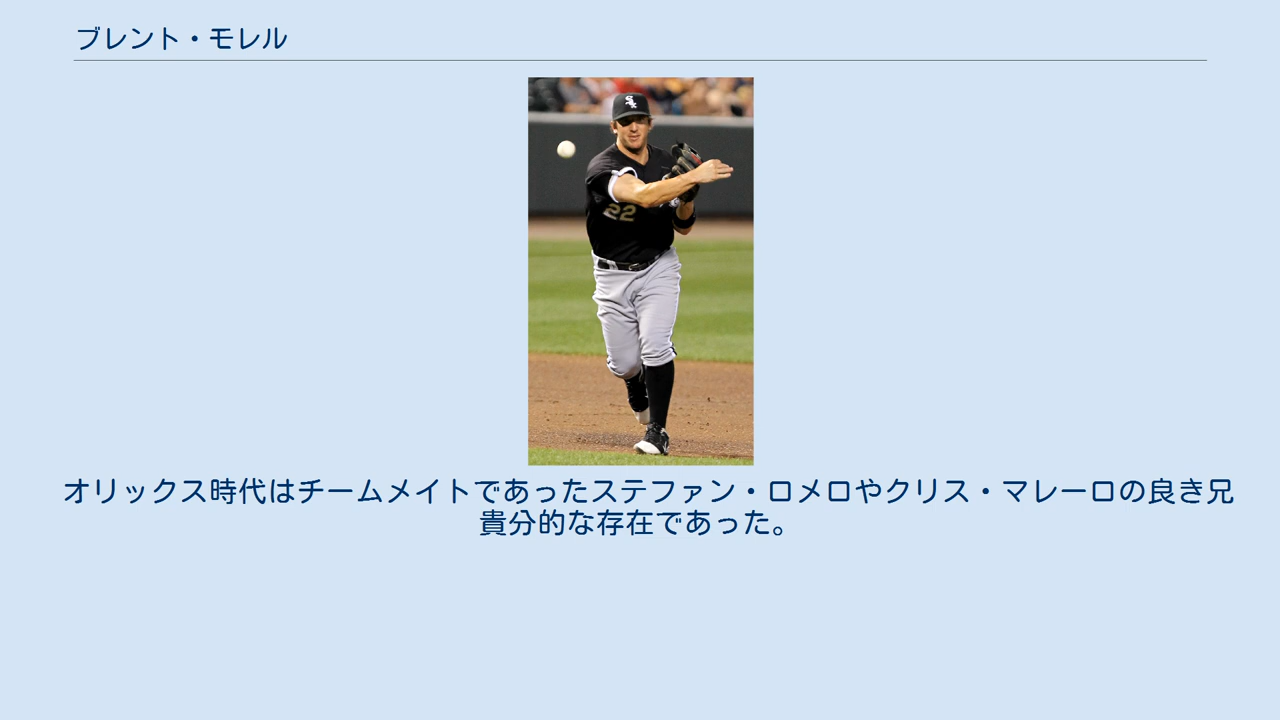 ブレント・モレル
22
オリックス時代はチームメイトであったステファン・ロメロやクリス・マレーロの良き兄
貴分的な存在であった。